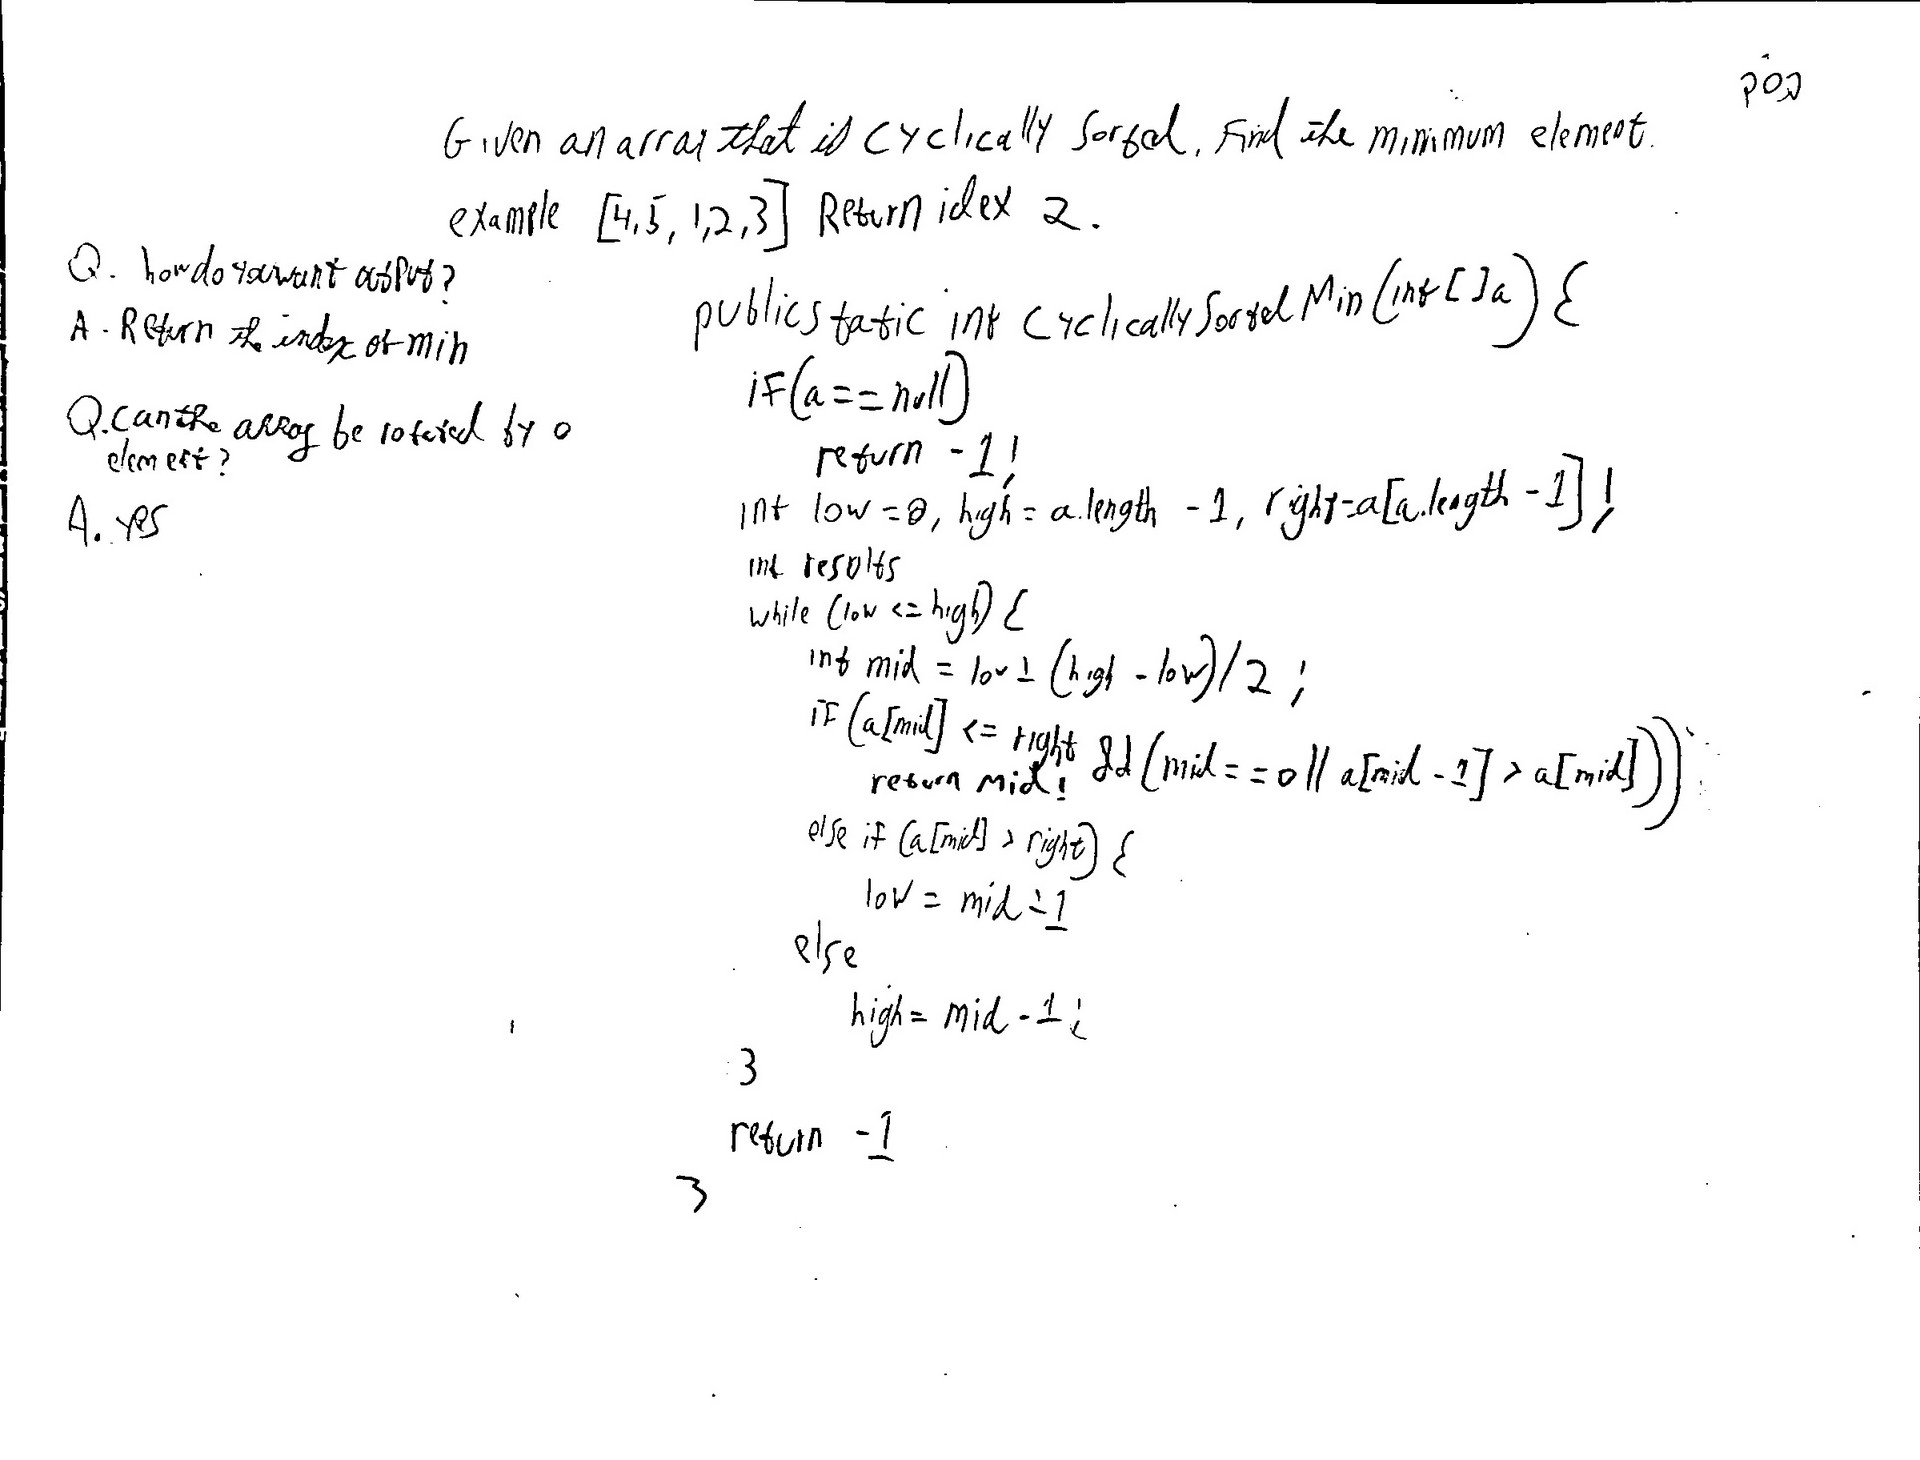 Given an array that is cyclically sorted. Find the minimum element.
example [4,5,1,2,3] Return idex 2.
Q. how do you want output?
A. Return the index of min
Q. can the array be rotated by 0
element?
A. yes
public static int CyclicallySortedMin(int []a) {
if(a==null)
return -1;
int low=0, high = a.length -1, right=a[a.length -1];
int results
while (low <= high) {
int mid = low + (high - low)/2;
if (a[mid] <= right && (mid == 0 || a[mid -1] > a[mid]))
return mid;
else if (a[mid] > right) {
low = mid +1
else
high = mid -1;
}
return -1
}